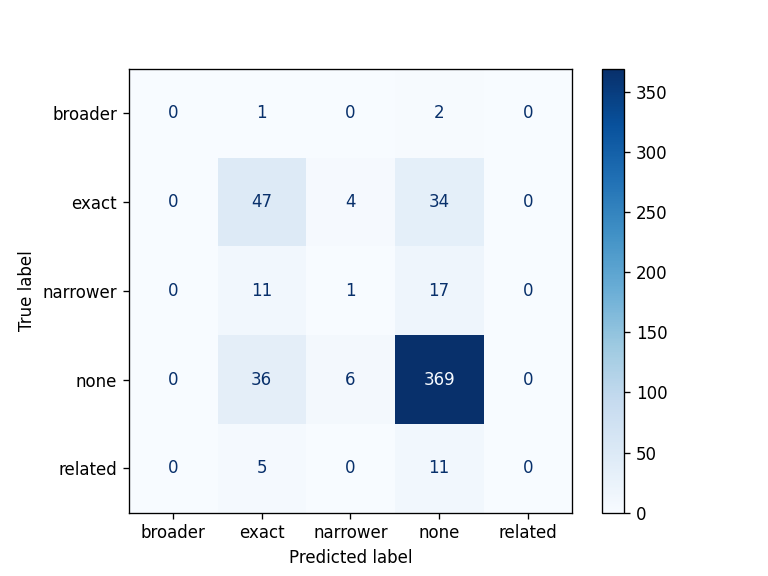 broader 0 1 0 2 0
exact 0 47 4 34 0
narrower 0 11 1 17 0
none 0 36 6 369 0
related 0 5 0 11 0
broader exact narrower none related
Predicted label
True label
350
300
250
200
150
100
50
0